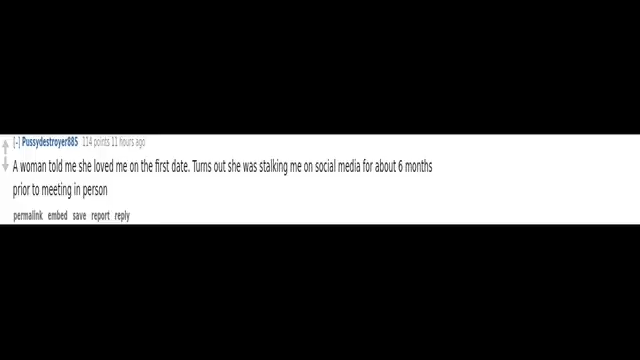 [-] Pussydestroyer885 114 points 11 hours ago
A woman told me she loved me on the first date. Turns out she was stalking me on social media for about 6 months
prior to meeting in person
permalink embed save report reply